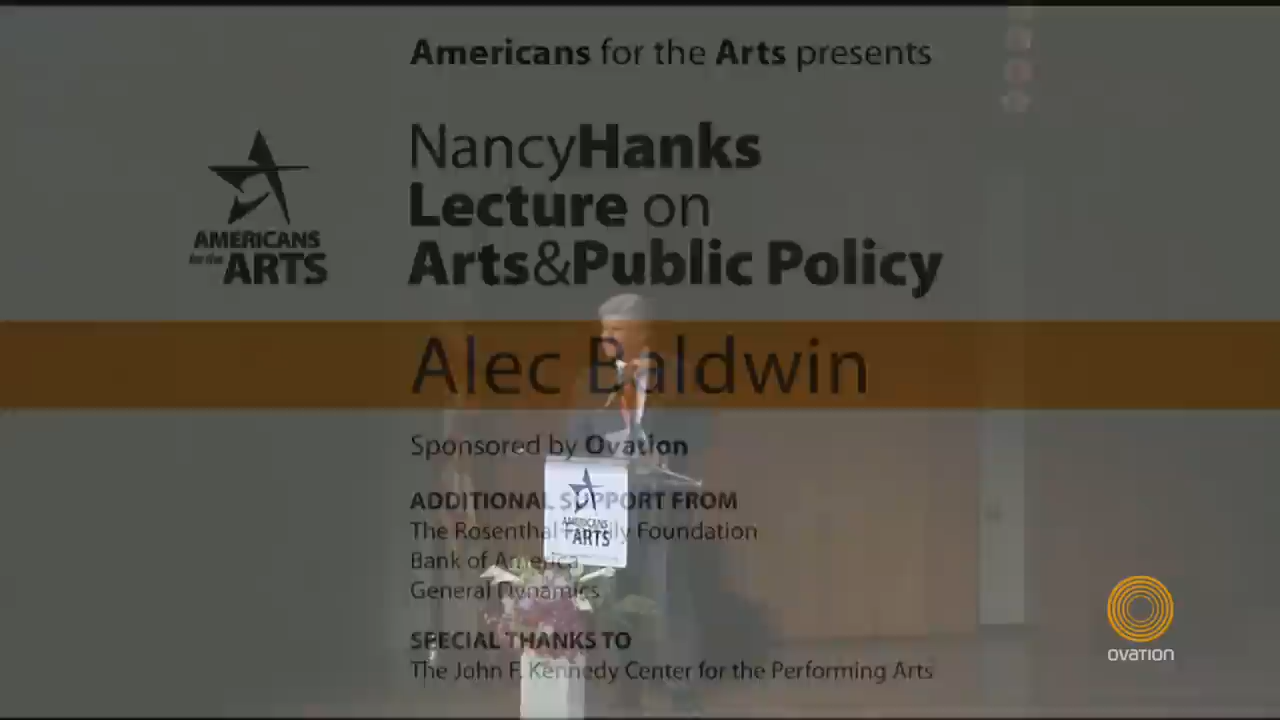 Americans for the Arts presents
NancyHanks
Lecture on
Arts&Public Policy
AMERICANS
for the ARTS
Alec Baldwin
Sponsored by Ovation
ADDITIONAL SUPPORT FROM
The Rosenthal Family Foundation
Bank of America
General Dynamics
AMERICANS
ARTS
SPECIAL THANKS TO
The John F. Kennedy Center for the Performing Arts
OVATION